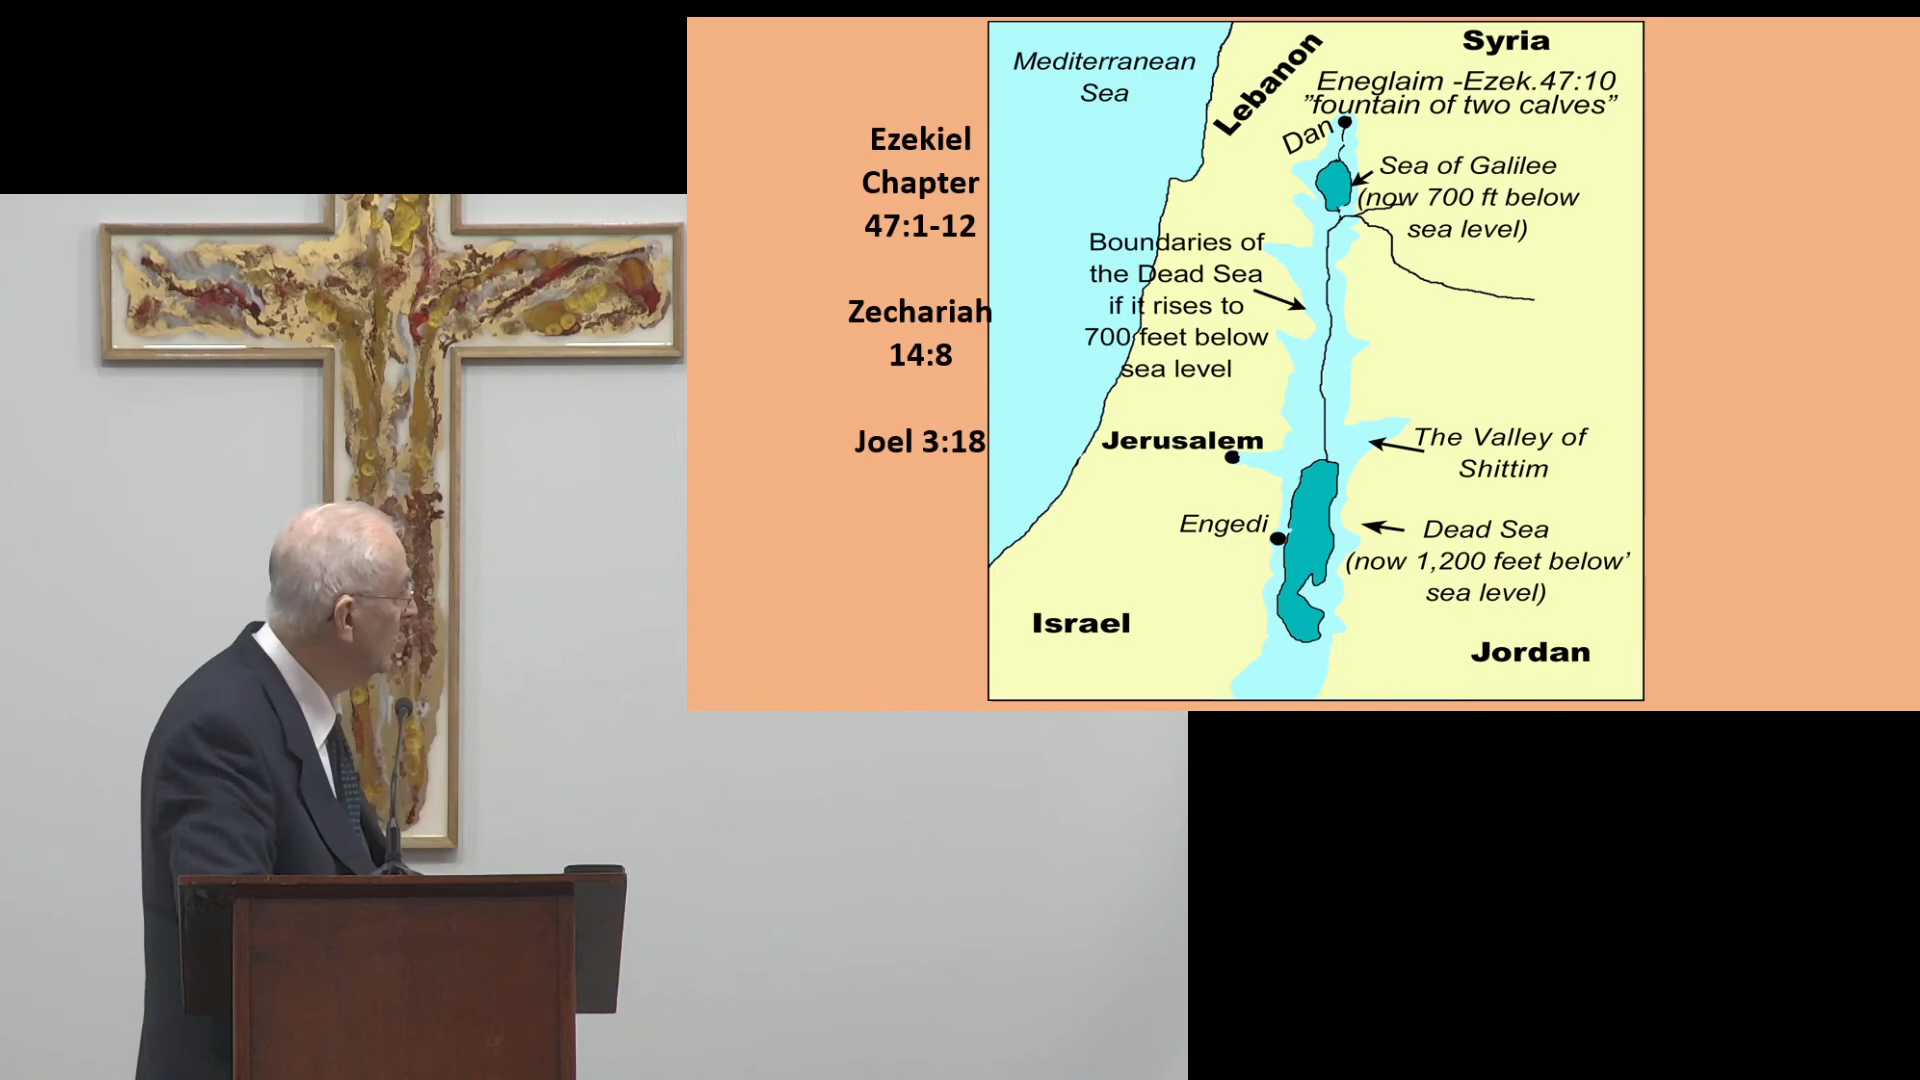 Ezekiel
Chapter
47:1-12
Zechariah
14:8
Joel 3:18
Mediterranean
Sea
Lebanon
Syria
Eneglaim -Ezek.47:10
”fountain of two calves”
Dan
Sea of Galilee
(now 700 ft below
sea level)
Boundaries of
the Dead Sea
if it rises to
700 feet below
sea level
Jerusalem
The Valley of
Shittim
Engedi
Dead Sea
(now 1,200 feet below’
sea level)
Israel
Jordan